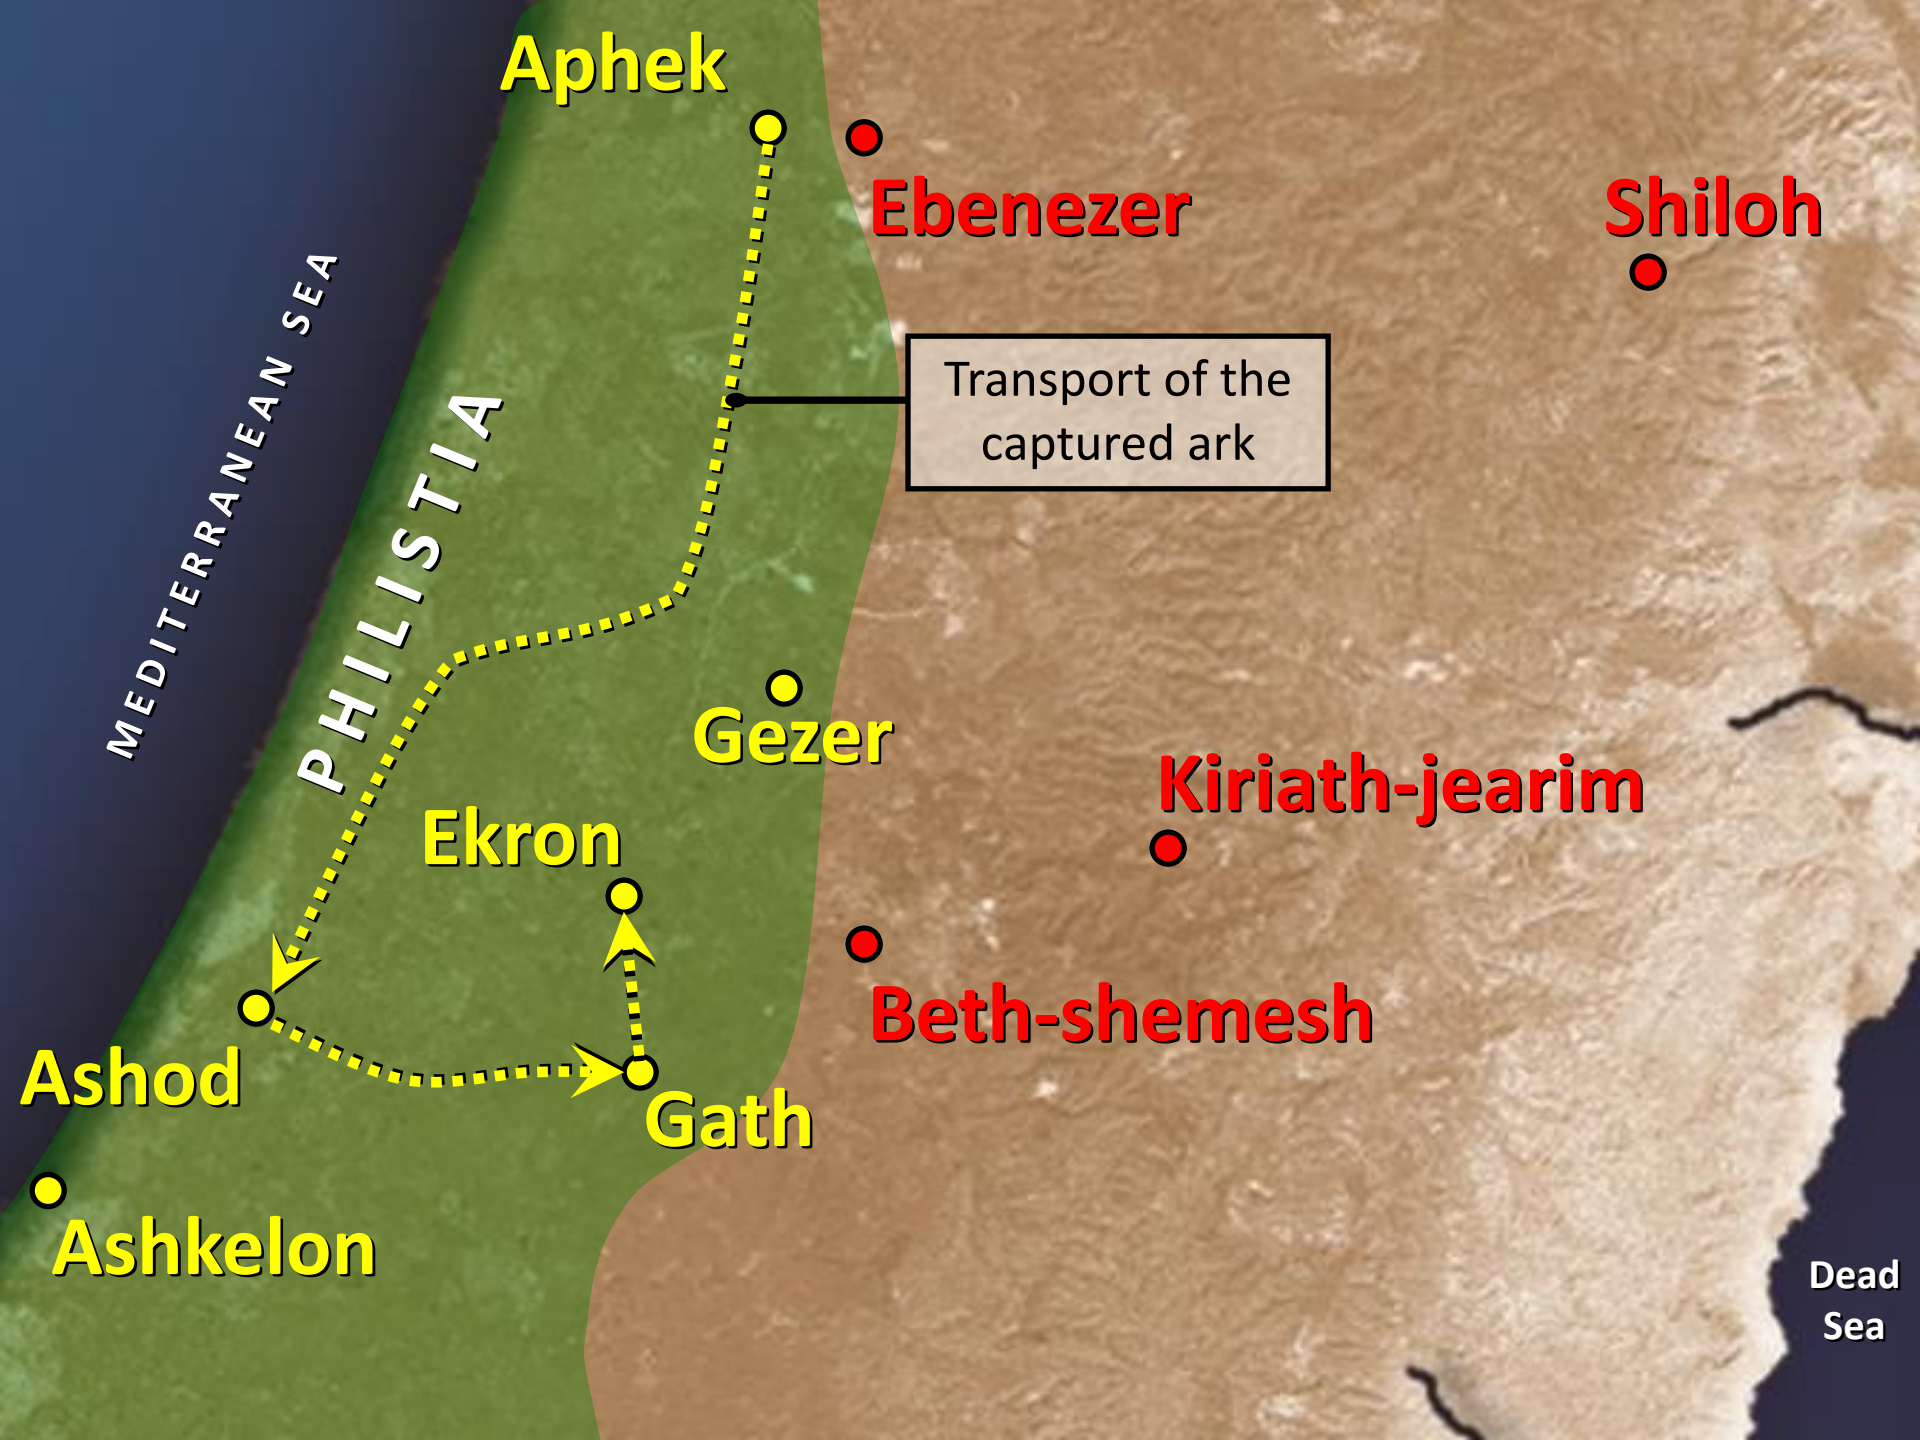 Aphek
Ebenezer
Shiloh
MEDITERRANEAN SEA
PHILISTIA
Transport of the
captured ark
Gezer
Kiriath-jearim
Ekron
Beth-shemesh
Ashod
Gath
Ashkelon
Dead
Sea